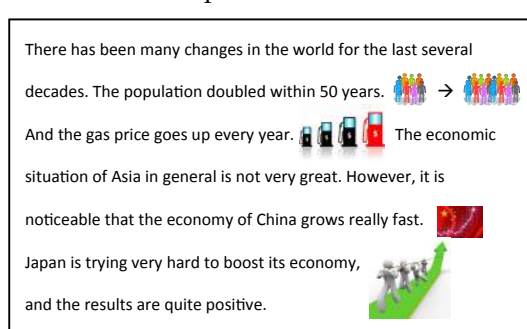 There has been many changes in the world for the last several
decades. The population doubled within 50 years. →
And the gas price goes up every year. The economic
situation of Asia in general is not very great. However, it is
noticeable that the economy of China grows really fast.
Japan is trying very hard to boost its economy,
and the results are quite positive.